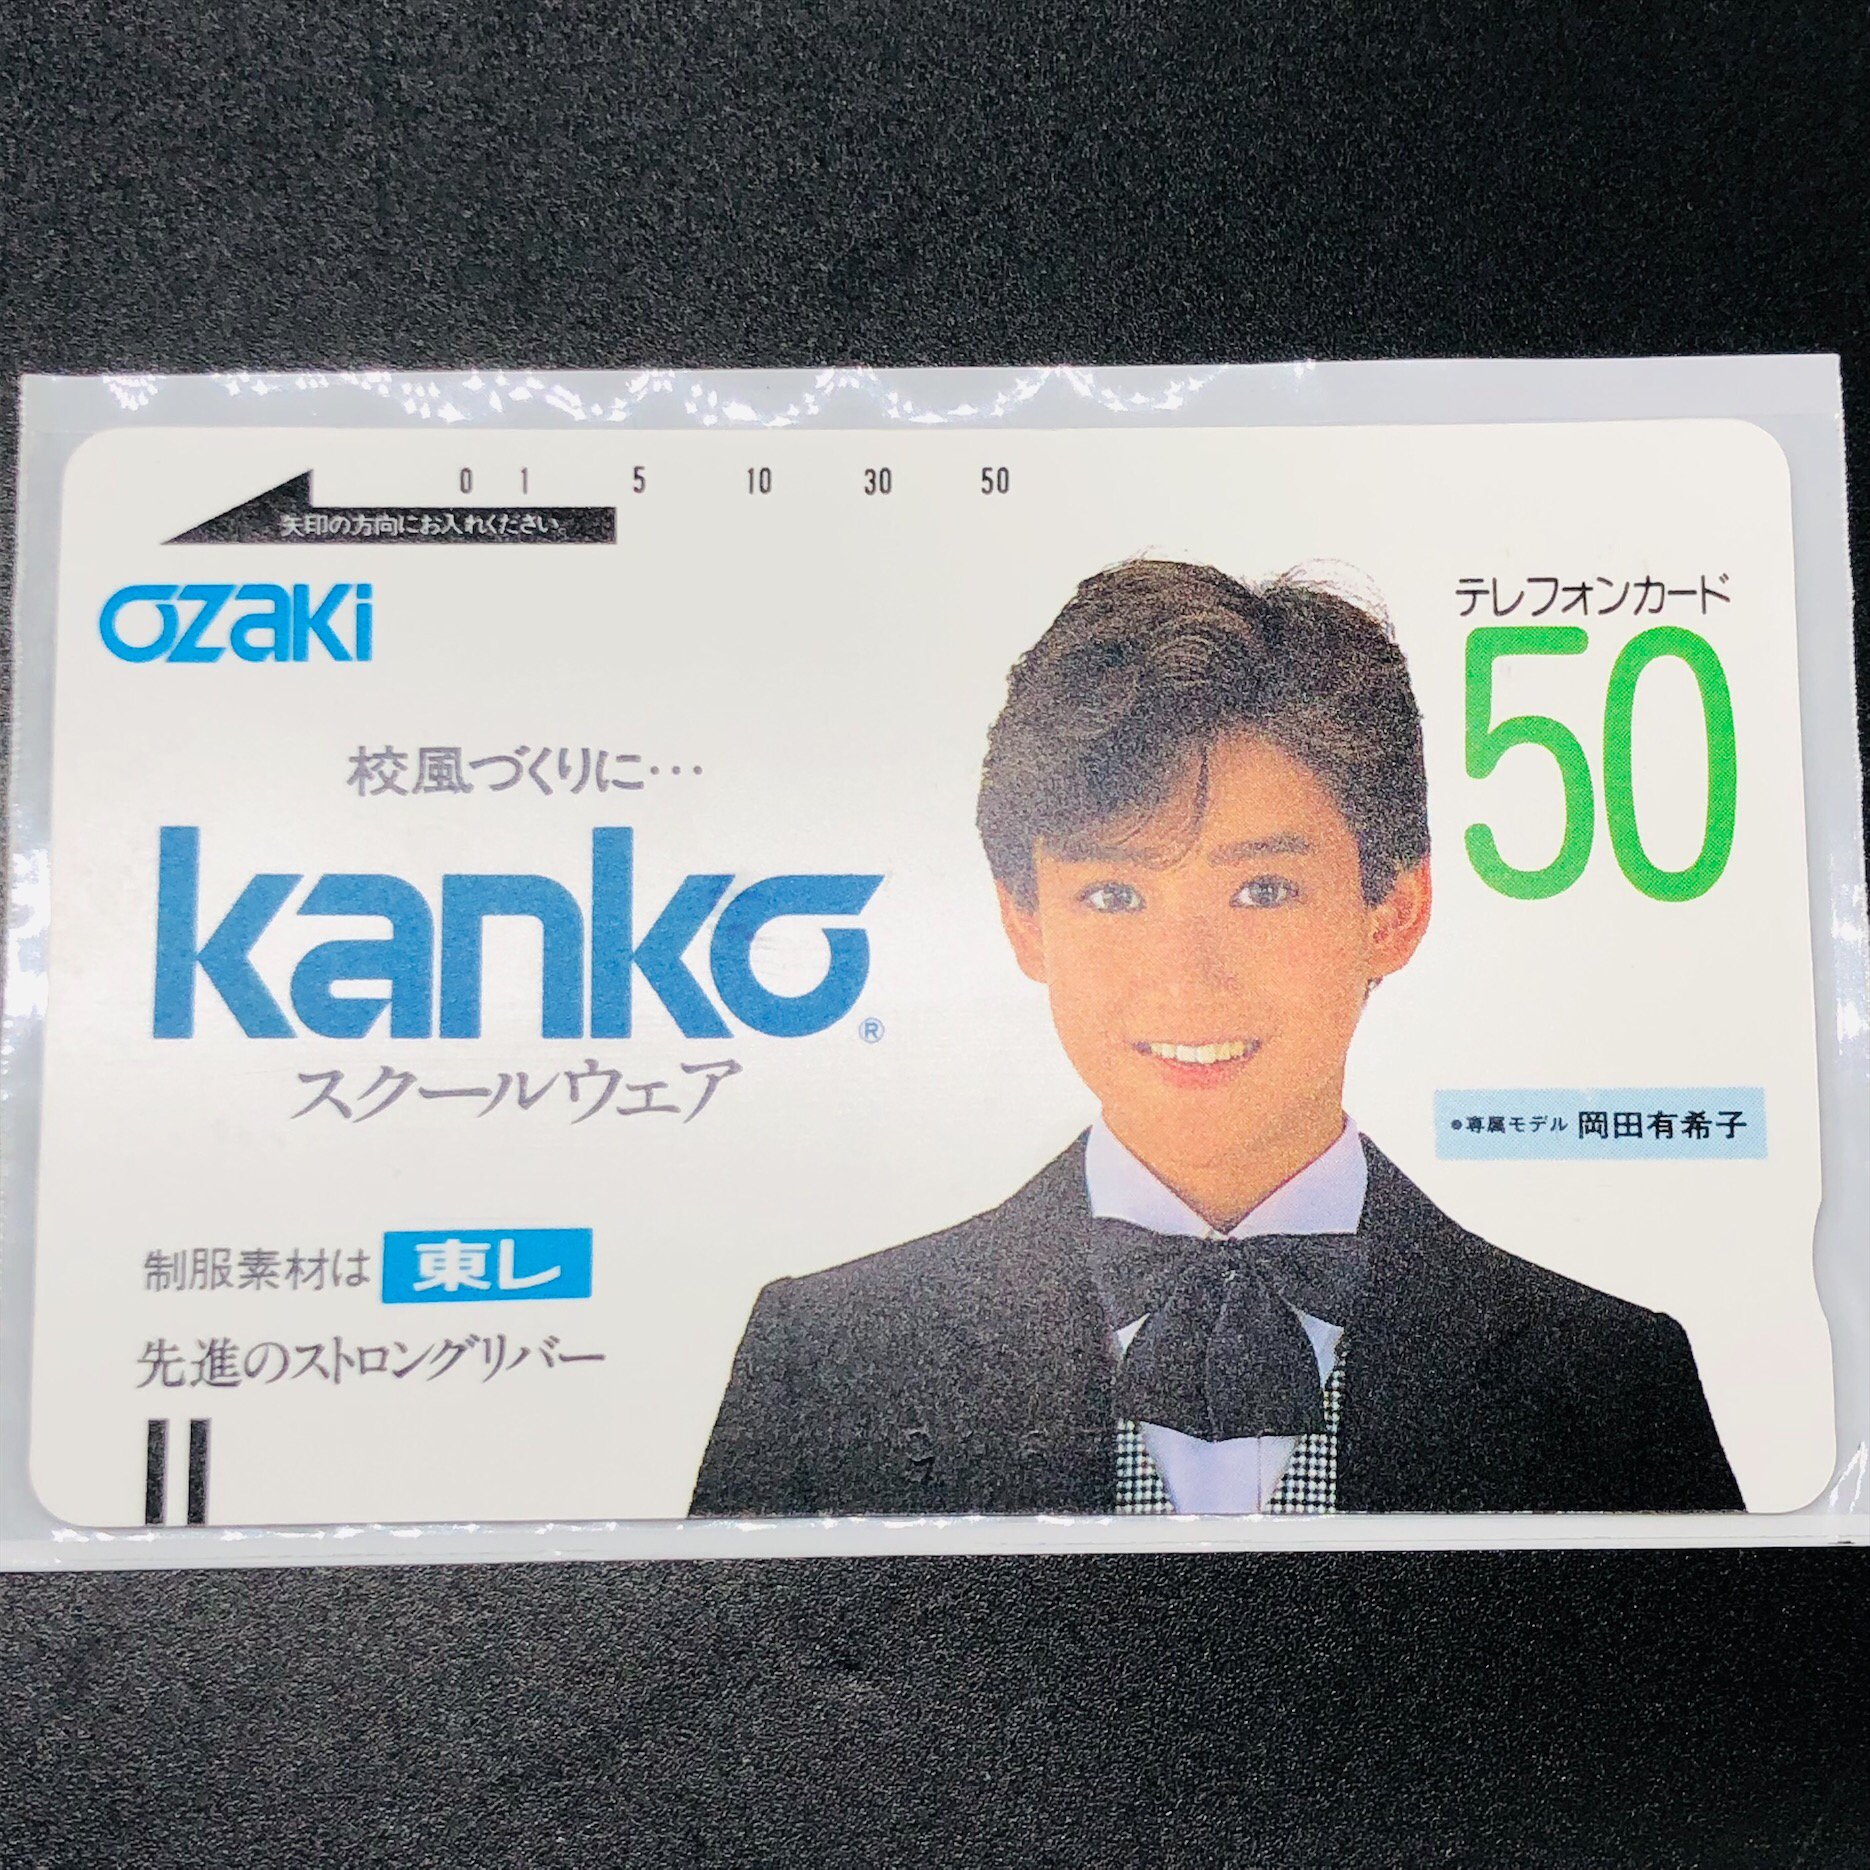 0 1 5 10 30 50
矢印の方向にお入れください。
OZAKI
テレフォンカード
50
校風づくりに…
kanko®
スクールウェア
●専属モデル 岡田有希子
制服素材は 東レ
先進のストロングリバー